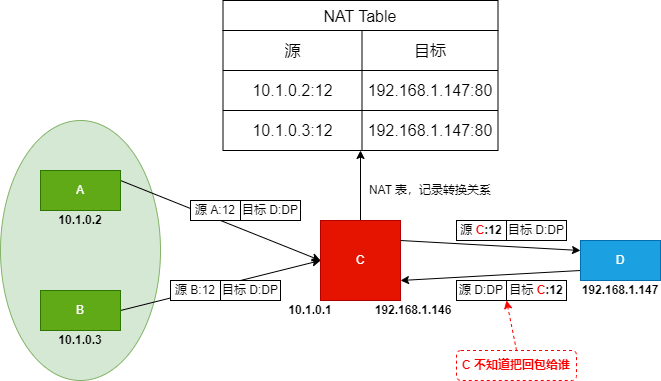 NAT Table
源 目标
10.1.0.2:12 192.168.1.147:80
10.1.0.3:12 192.168.1.147:80
NAT 表，记录转换关系
A
10.1.0.2
源 A:12 目标 D:DP
源 C:12 目标 D:DP
C
D
源 B:12 目标 D:DP
源 D:DP 目标 C:12
192.168.1.147
B
10.1.0.3
10.1.0.1
192.168.1.146
C 不知道把回包给谁